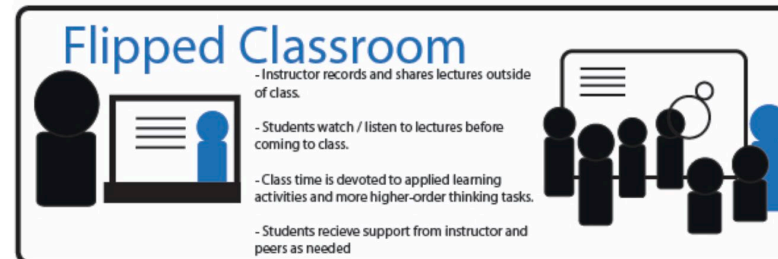 Flipped Classroom
- Instructor records and shares lectures outside
of class.
- Students watch / listen to lectures before
coming to class.
- Class time is devoted to applied learning
activities and more higher-order thinking tasks.
- Students recieve support from instructor and
peers as needed